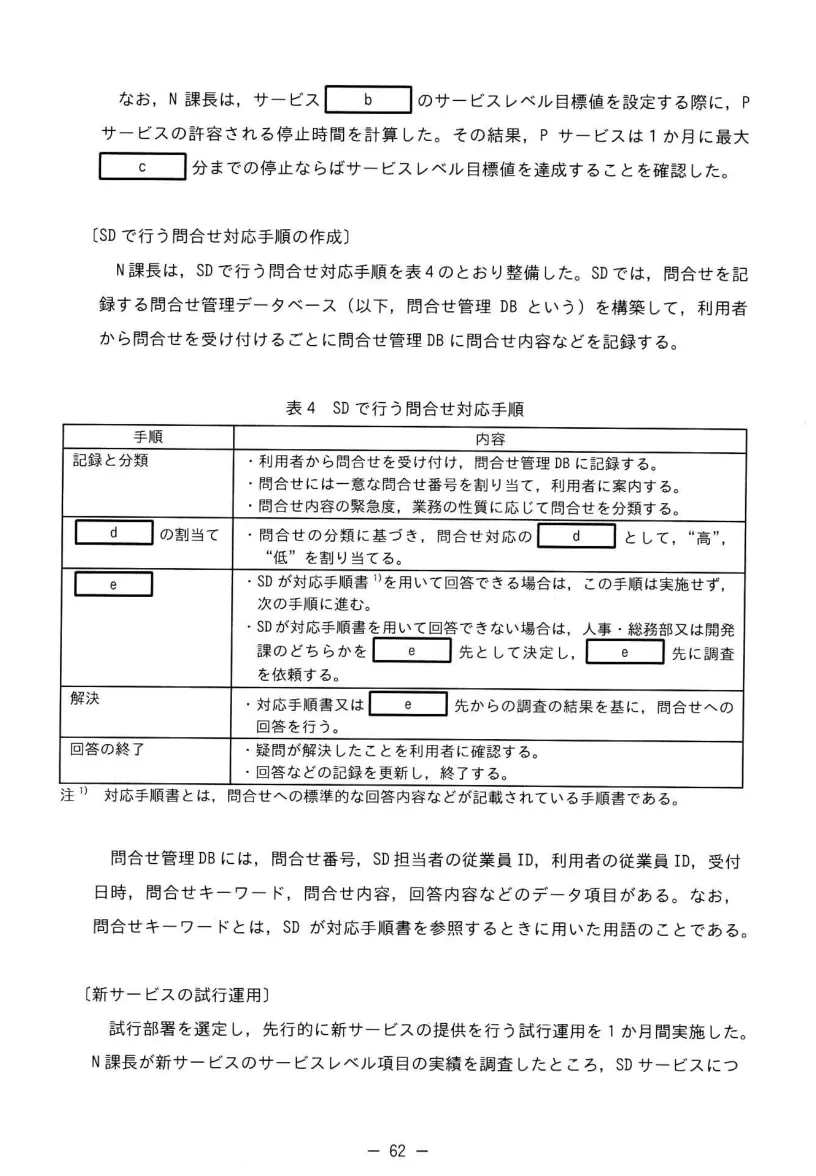 なお，N 課長は，サービス b のサービスレベル目標値を設定する際に，P
サービスの許容される停止時間を計算した。その結果，P サービスは 1 か月に最大
c 分までの停止ならばサービスレベル目標値を達成することを確認した。
〔SD で行う問合せ対応手順の作成〕
N 課長は，SD で行う問合せ対応手順を表 4 のとおり整備した。SD では，問合せを記
録する問合せ管理データベース（以下，問合せ管理 DB という）を構築して，利用者
から問合せを受け付けるごとに問合せ管理 DB に問合せ内容などを記録する。
表 4 SD で行う問合せ対応手順
手順 内容
記録と分類 ・利用者から問合せを受け付け，問合せ管理 DB に記録する。
・問合せには一意な問合せ番号を割り当て，利用者に案内する。
・問合せ内容の緊急度，業務の性質に応じて問合せを分類する。
d の割当て ・問合せの分類に基づき，問合せ対応の d として，“高”，
“低” を割り当てる。
e ・SD が対応手順書 1)を用いて回答できる場合は，この手順は実施せず，
次の手順に進む。
・SD が対応手順書を用いて回答できない場合は，人事・総務部又は開発
課のどちらかを e 先として決定し， e 先に調査
を依頼する。
解決 ・対応手順書又は e 先からの調査の結果を基に，問合せへの
回答を行う。
回答の終了 ・疑問が解決したことを利用者に確認する。
・回答などの記録を更新し，終了する。
注 1) 対応手順書とは，問合せへの標準的な回答内容などが記載されている手順書である。
問合せ管理 DB には，問合せ番号，SD 担当者の従業員 ID，利用者の従業員 ID，受付
日時，問合せキーワード，問合せ内容，回答内容などのデータ項目がある。なお，
問合せキーワードとは，SD が対応手順書を参照するときに用いた用語のことである。
〔新サービスの試行運用〕
試行部署を選定し，先行的に新サービスの提供を行う試行運用を 1 か月間実施した。
N 課長が新サービスのサービスレベル項目の実績を調査したところ，SD サービスにつ
－ 62 －